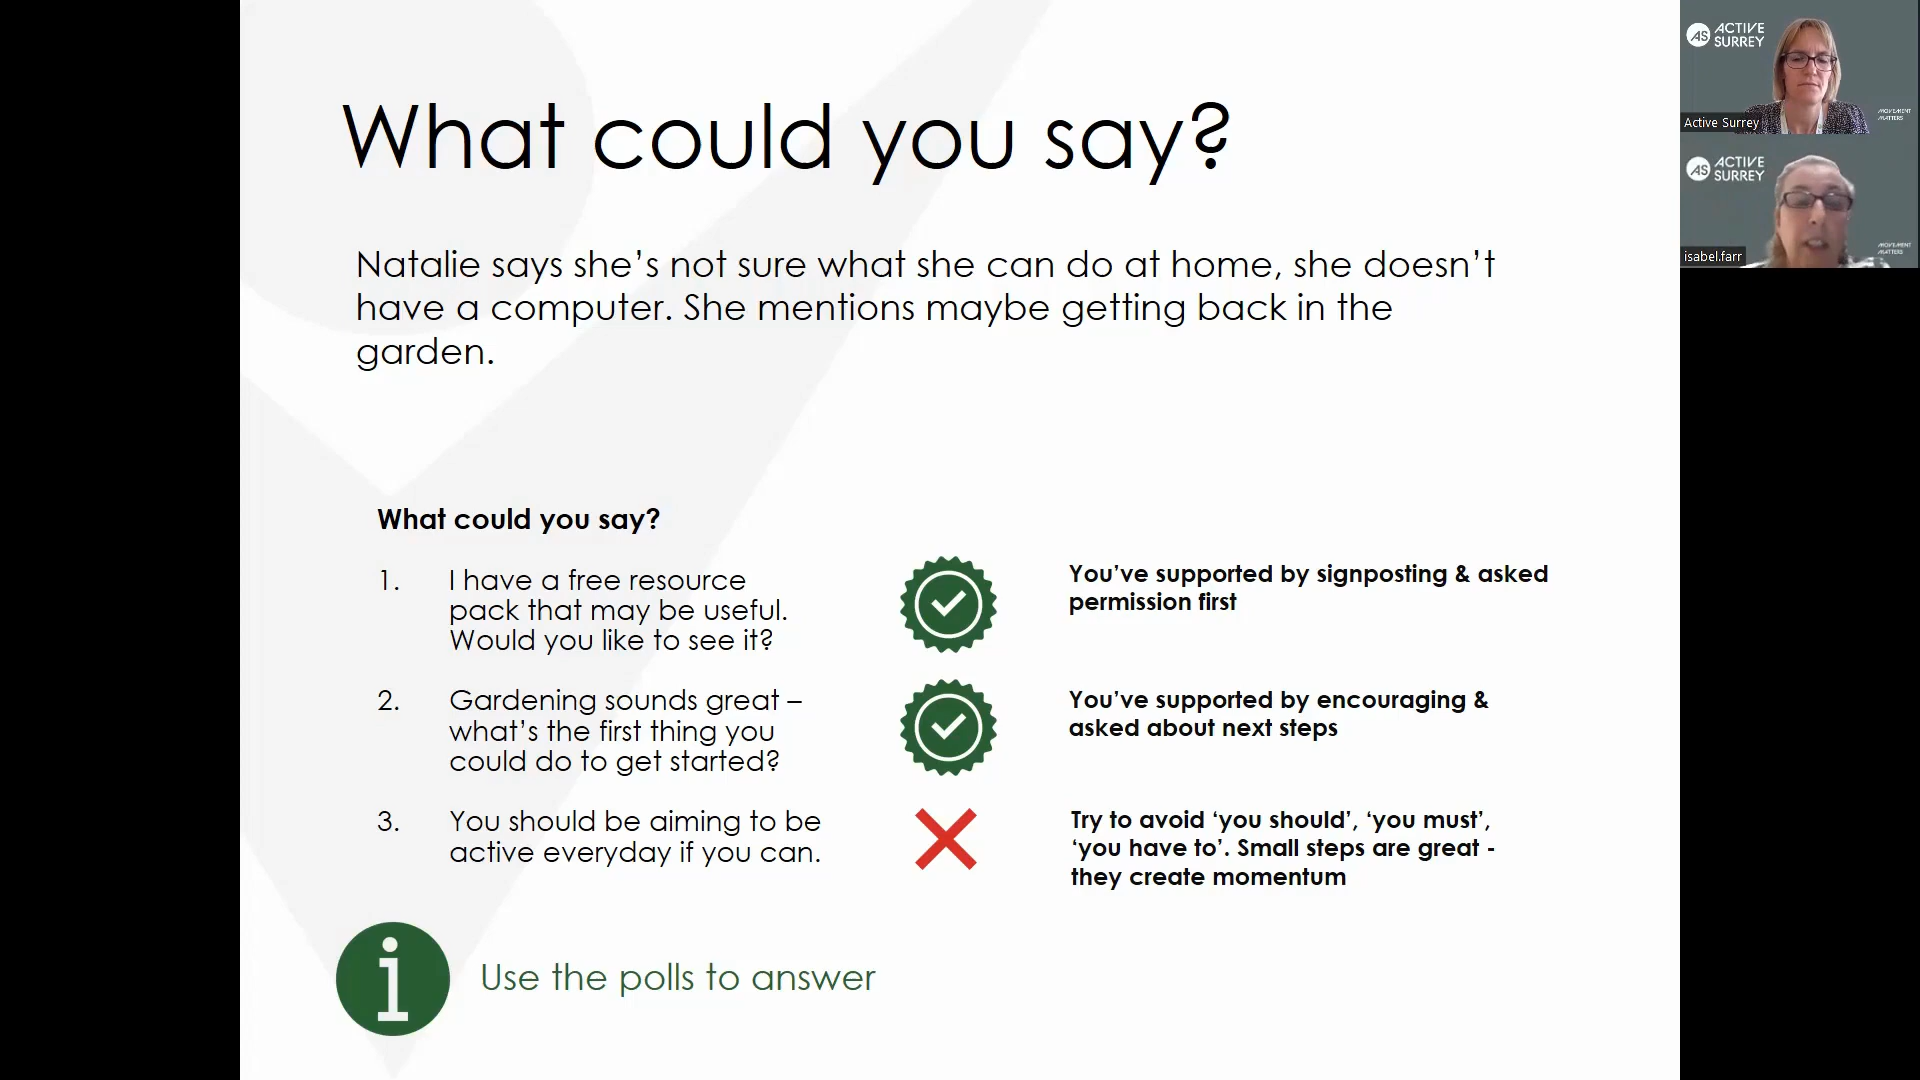 What could you say?
Natalie says she’s not sure what she can do at home, she doesn’t
have a computer. She mentions maybe getting back in the
garden.
What could you say?
1. I have a free resource
pack that may be useful.
Would you like to see it?
You’ve supported by signposting & asked
permission first
2. Gardening sounds great –
what’s the first thing you
could do to get started?
You’ve supported by encouraging &
asked about next steps
3. You should be aiming to be
active everyday if you can.
Try to avoid ‘you should’, ‘you must’,
‘you have to’. Small steps are great -
they create momentum
i
Use the polls to answer
AS ACTIVE
SURREY
MOVEMENT
MATTERS
Active Surrey
AS ACTIVE
SURREY
MOVEMENT
MATTERS
isabel.farr